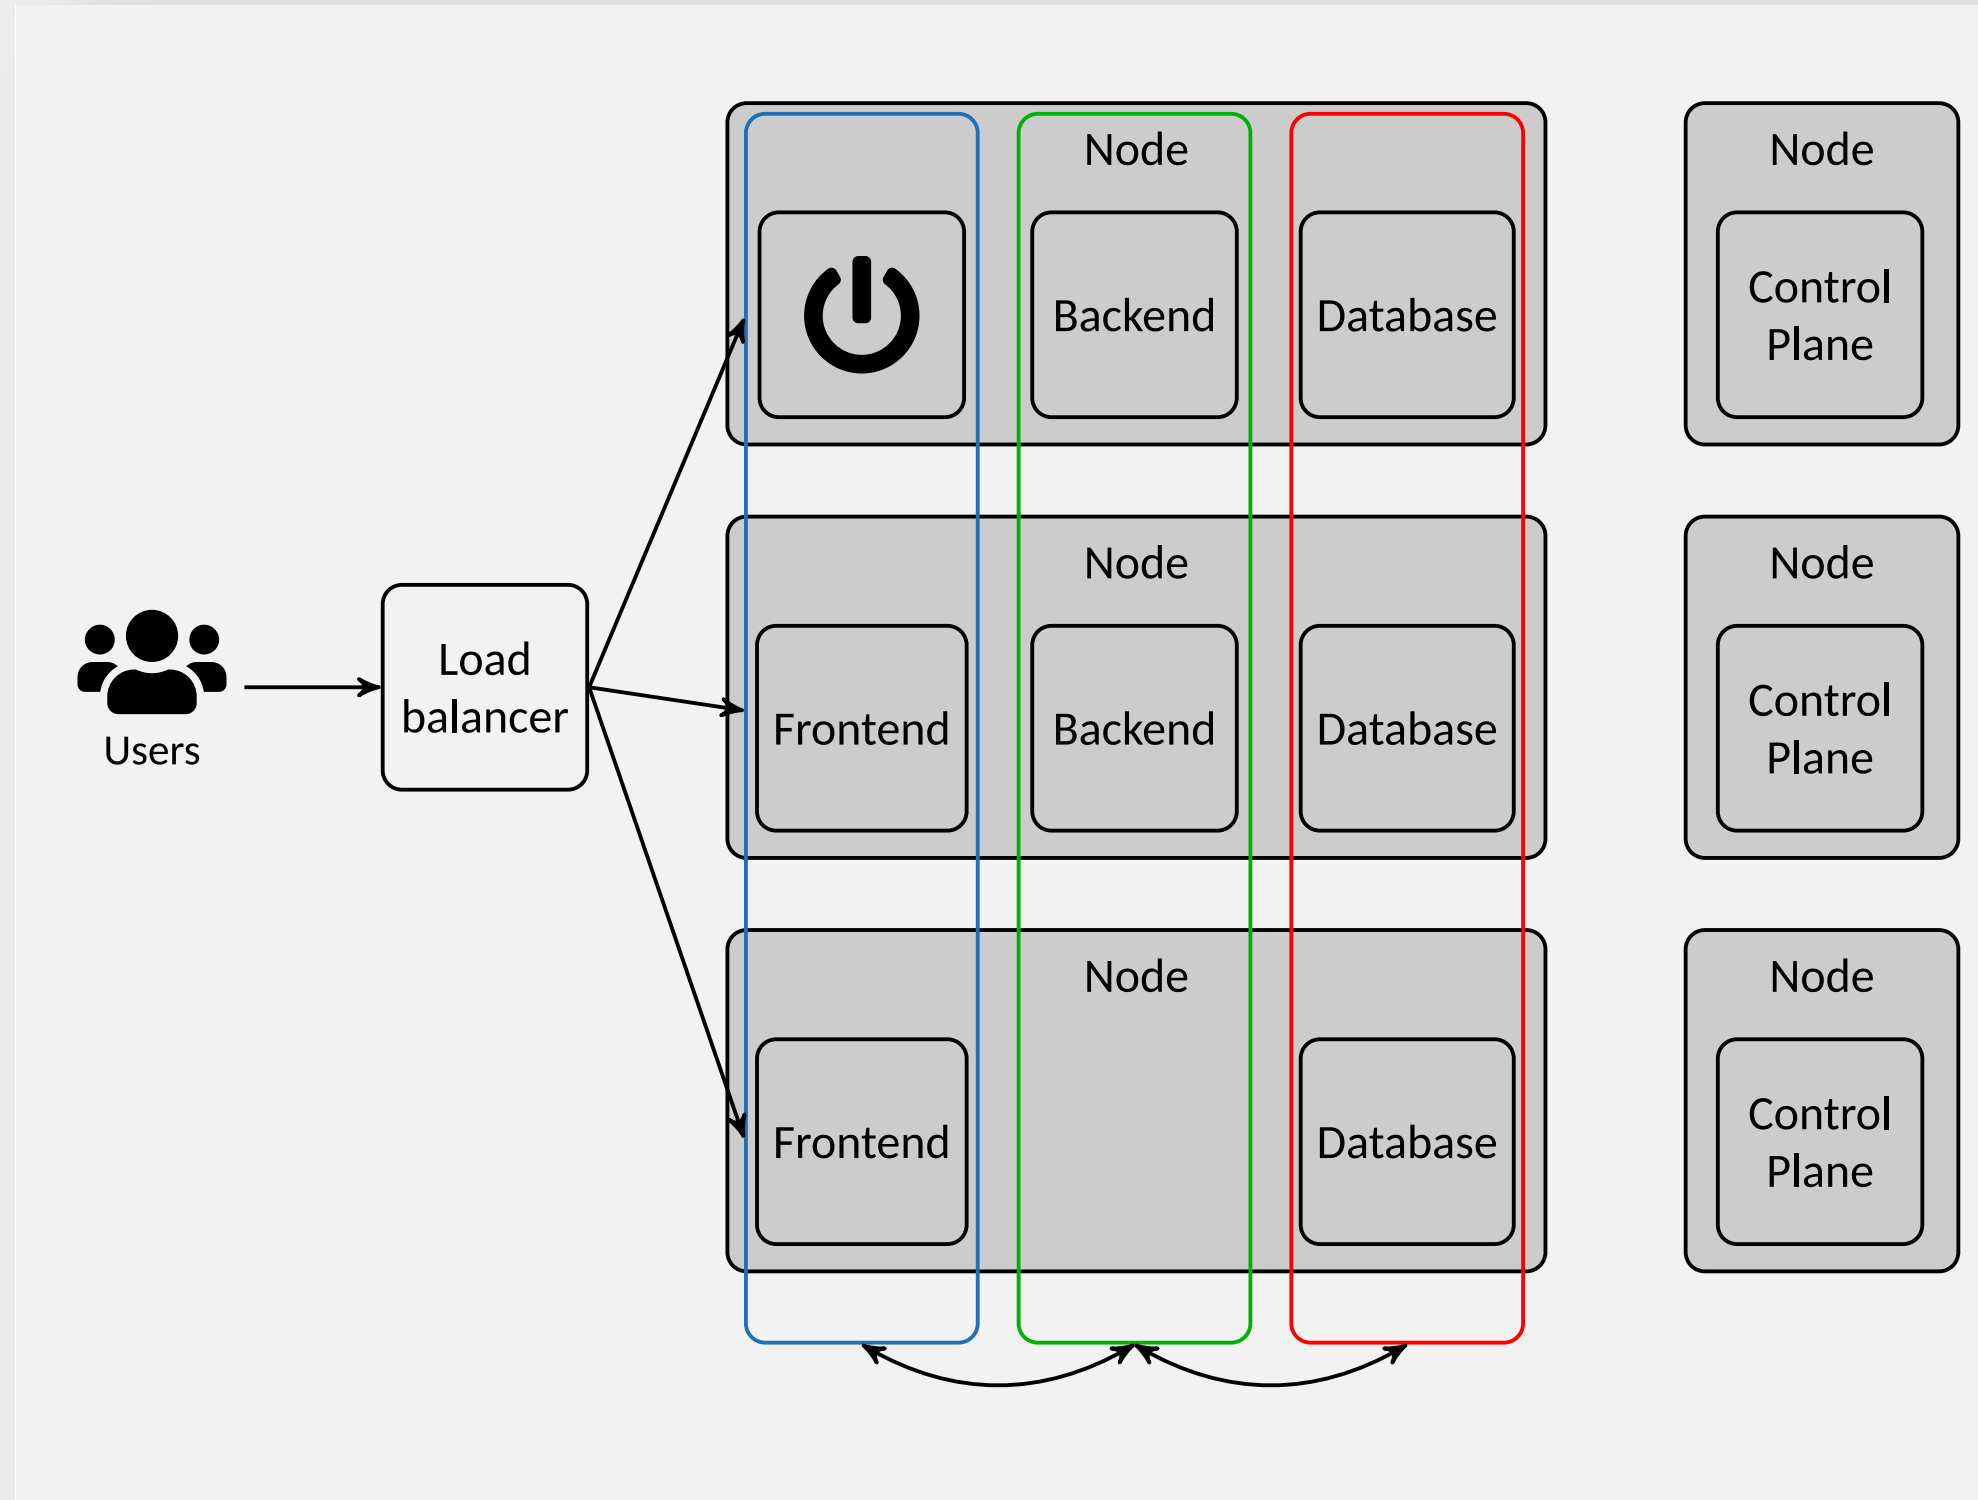 Node
Node
Backend
Database
Control
Plane
Node
Node
Users
Load
balancer
Frontend
Backend
Database
Control
Plane
Node
Node
Frontend
Database
Control
Plane